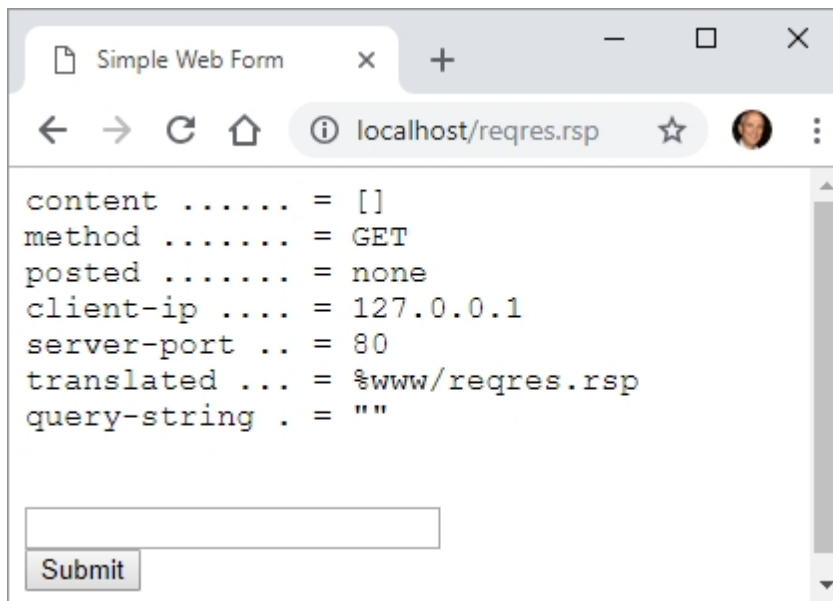 Simple Web Form
localhost/reqres.rsp
content ...... = []
method ....... = GET
posted ....... = none
client-ip .... = 127.0.0.1
server-port .. = 80
translated ... = %www/reqres.rsp
query-string . = ""
Submit